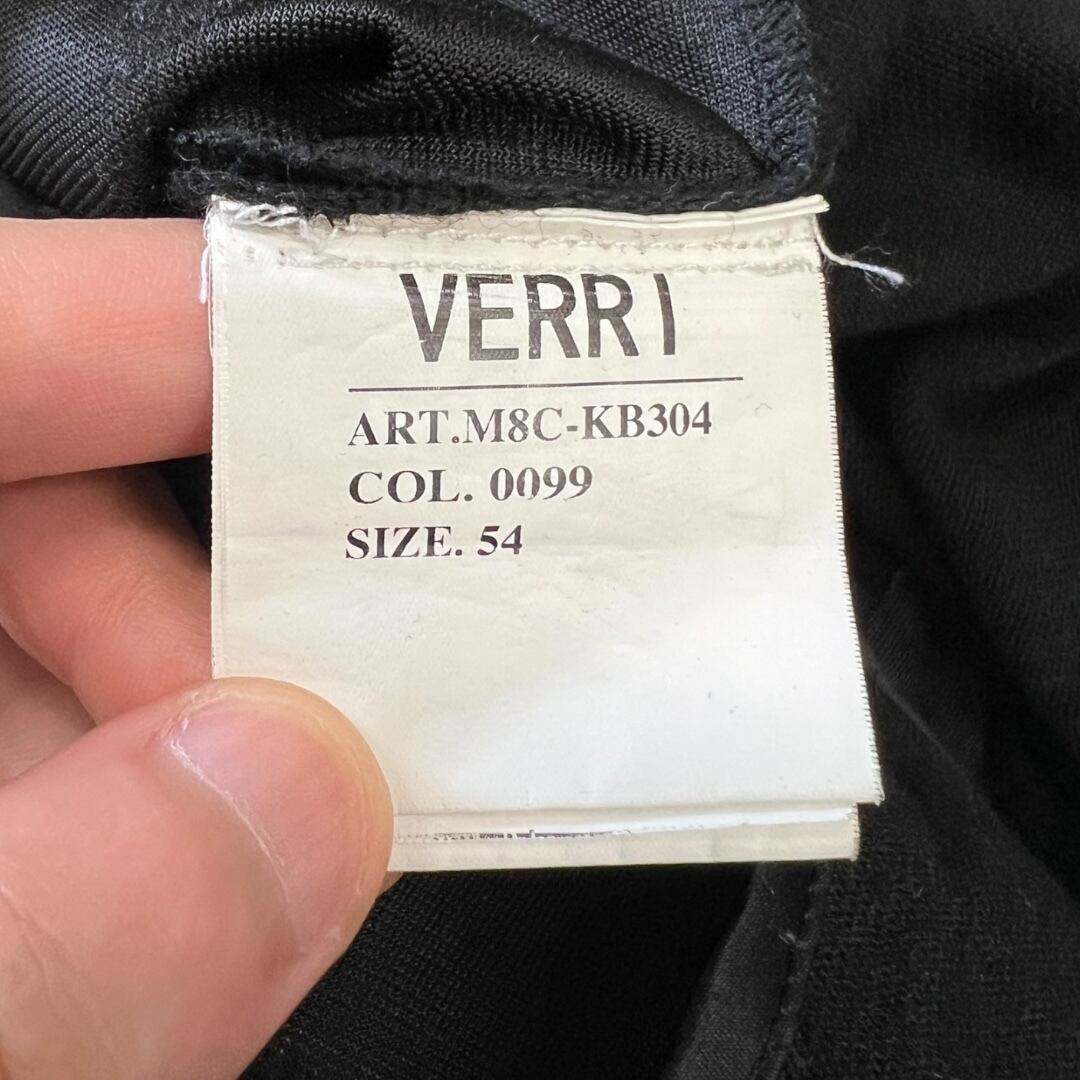 VERRI
ART.M8C-KB304
COL. 0099
SIZE. 54